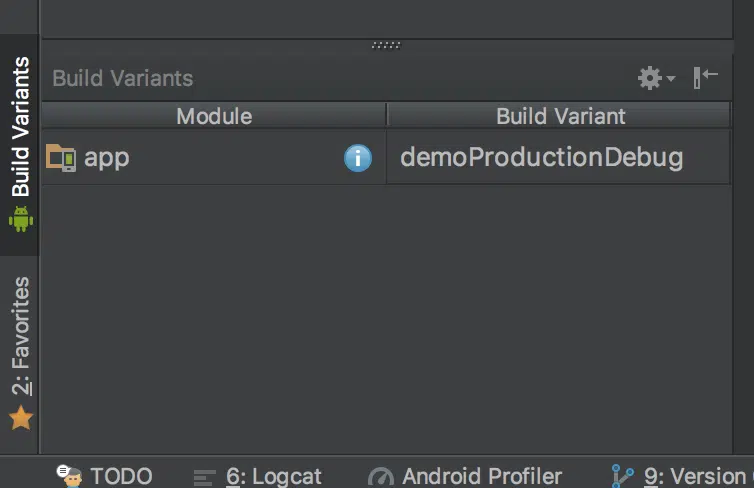 Build Variants
Module
Build Variant
app
demoProductionDebug
Build Variants
2: Favorites
TODO
6: Logcat
Android Profiler
9: Version